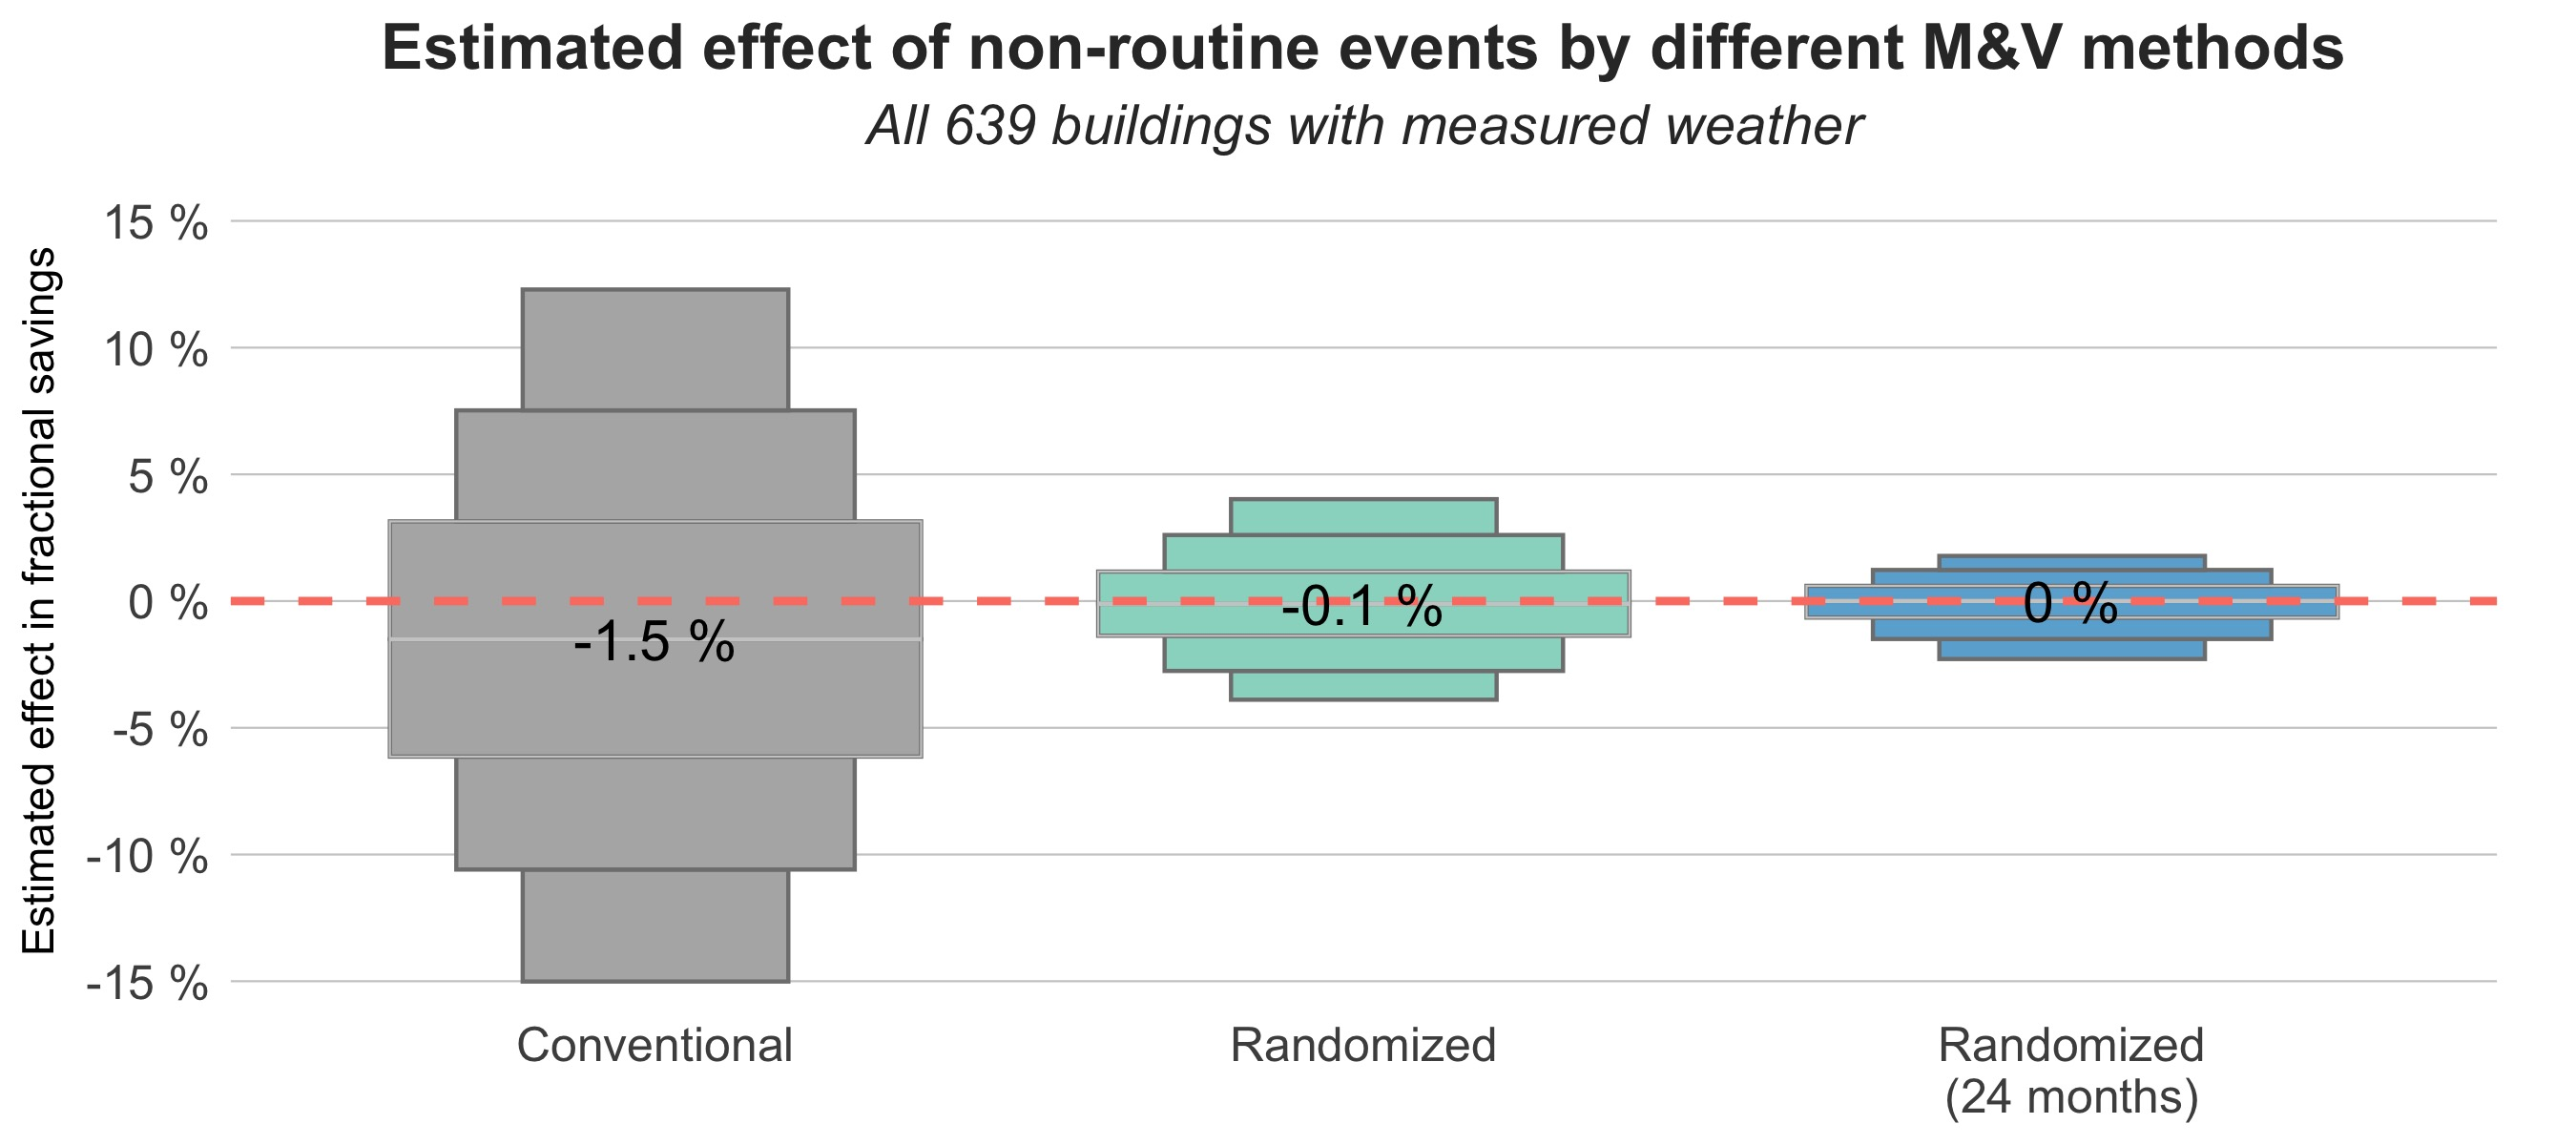 Estimated effect of non-routine events by different M&V methods
All 639 buildings with measured weather
Estimated effect in fractional savings
15 %
10 %
5 %
0 %
-5 %
-10 %
-15 %
-1.5 %
-0.1 %
0 %
Conventional
Randomized
Randomized
(24 months)